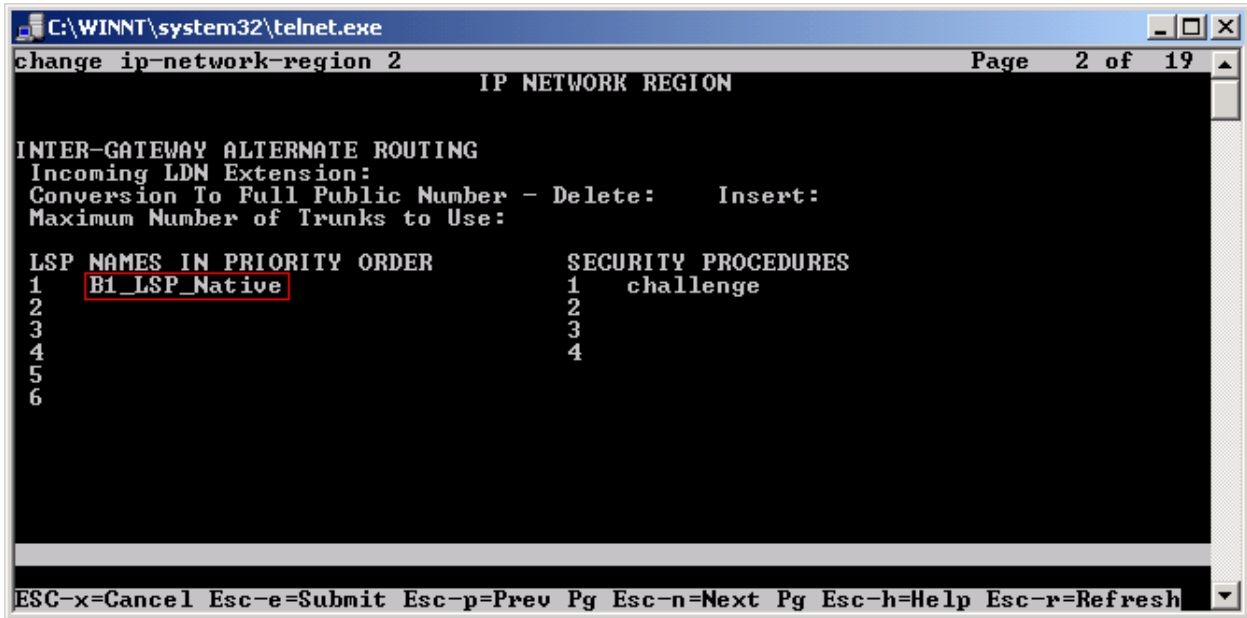 C:\WINNT\system32\telnet.exe
change ip-network-region 2 Page 2 of 19
IP NETWORK REGION
INTER-GATEWAY ALTERNATE ROUTING
Incoming LDN Extension:
Conversion To Full Public Number - Delete: Insert:
Maximum Number of Trunks to Use:
LSP NAMES IN PRIORITY ORDER SECURITY PROCEDURES
1 B1_LSP_Native 1 challenge
2 2
3 3
4 4
5
6
ESC-x=Cancel Esc-e=Submit Esc-p=Prev Pg Esc-n=Next Pg Esc-h=Help Esc-r=Refresh